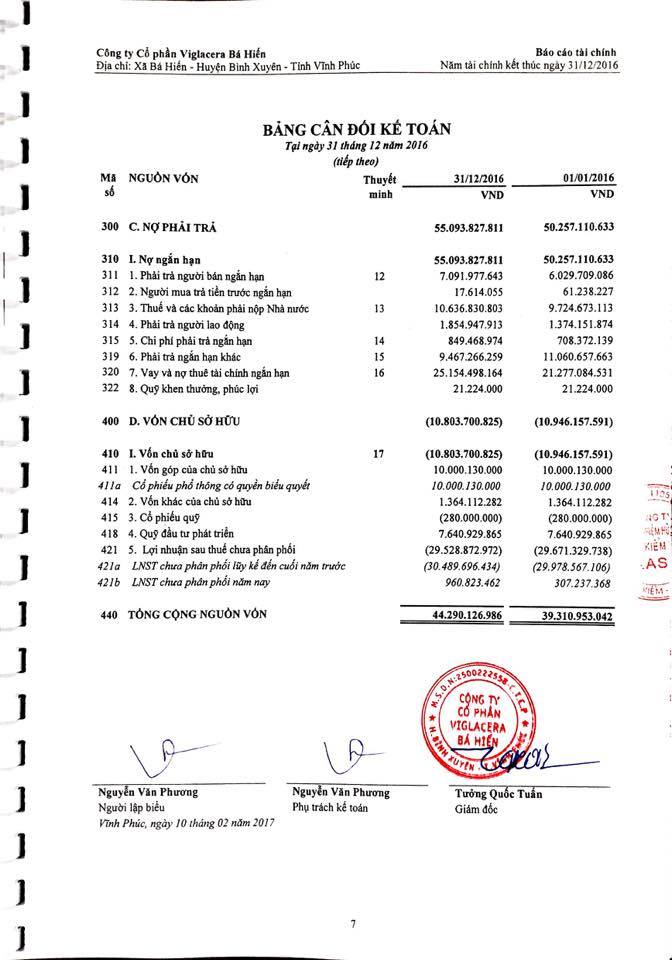 Công ty Cổ phần Viglacera Bá Hiến Báo cáo tài chính
Địa chỉ: Xã Bá Hiến - Huyện Bình Xuyên - Tỉnh Vĩnh Phúc Năm tài chính kết thúc ngày 31/12/2016
BẢNG CÂN ĐỐI KẾ TOÁN
Tại ngày 31 tháng 12 năm 2016
(tiếp theo)
Mã NGUỒN VỐN Thuyết 31/12/2016 01/01/2016
số minh VND VND
300 C. NỢ PHẢI TRẢ 55.093.827.811 50.257.110.633
310 I. Nợ ngắn hạn 55.093.827.811 50.257.110.633
311 1. Phải trả người bán ngắn hạn 12 7.091.977.643 6.029.709.086
312 2. Người mua trả tiền trước ngắn hạn 17.614.055 61.238.227
313 3. Thuế và các khoản phải nộp Nhà nước 13 10.636.830.803 9.724.673.113
314 4. Phải trả người lao động 1.854.947.913 1.374.151.874
315 5. Chi phí phải trả ngắn hạn 14 849.468.974 708.372.139
319 6. Phải trả ngắn hạn khác 15 9.467.266.259 11.060.657.663
320 7. Vay và nợ thuê tài chính ngắn hạn 16 25.154.498.164 21.277.084.531
322 8. Quỹ khen thưởng, phúc lợi 21.224.000 21.224.000
400 D. VỐN CHỦ SỞ HỮU (10.803.700.825) (10.946.157.591)
410 I. Vốn chủ sở hữu 17 (10.803.700.825) (10.946.157.591)
411 1. Vốn góp của chủ sở hữu 10.000.130.000 10.000.130.000
411a Cổ phiếu phổ thông có quyền biểu quyết 10.000.130.000 10.000.130.000
414 2. Vốn khác của chủ sở hữu 1.364.112.282 1.364.112.282
415 3. Cổ phiếu quỹ (280.000.000) (280.000.000)
418 4. Quỹ đầu tư phát triển 7.640.929.865 7.640.929.865
421 5. Lợi nhuận sau thuế chưa phân phối (29.528.872.972) (29.671.329.738)
421a LNST chưa phân phối lũy kế đến cuối năm trước (30.489.696.434) (29.978.567.106)
421b LNST chưa phân phối năm nay 960.823.462 307.237.368
440 TỔNG CỘNG NGUỒN VỐN 44.290.126.986 39.310.953.042
M.S.D.N:2500222558-C.T.C.P
CÔNG TY
CỔ PHẦN
VIGLACERA
BÁ HIẾN
H.BÌNH XUYÊN
Nguyễn Văn Phương Nguyễn Văn Phương Tưởng Quốc Tuấn
Người lập biểu Phụ trách kế toán Giám đốc
Vĩnh Phúc, ngày 10 tháng 02 năm 2017
7
KIỂM
AS